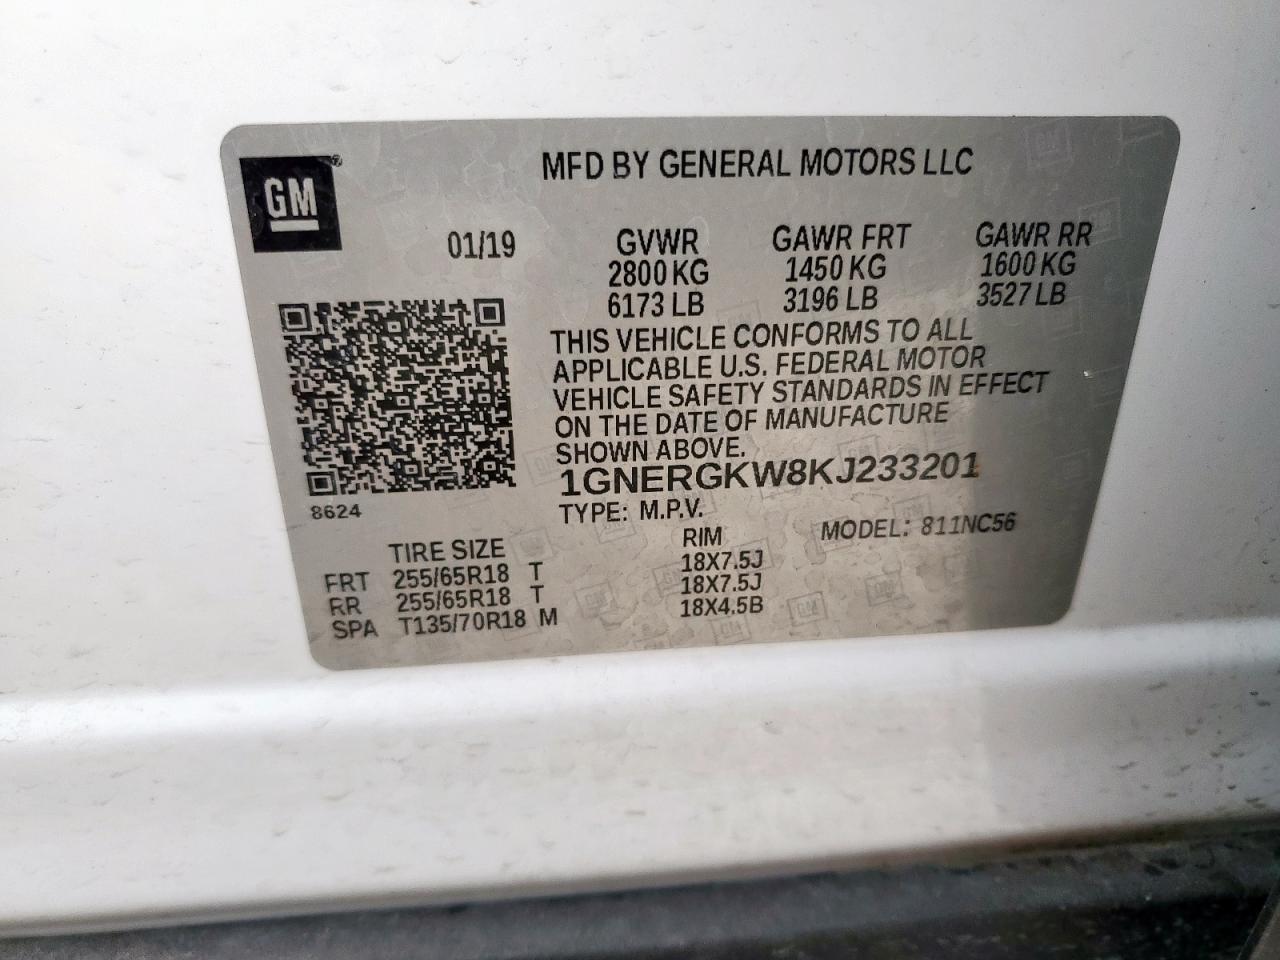 GM
MFD BY GENERAL MOTORS LLC
01/19
GVWR GAWR FRT GAWR RR
2800 KG 1450 KG 1600 KG
6173 LB 3196 LB 3527 LB
THIS VEHICLE CONFORMS TO ALL
APPLICABLE U.S. FEDERAL MOTOR
VEHICLE SAFETY STANDARDS IN EFFECT
ON THE DATE OF MANUFACTURE
SHOWN ABOVE.
1GNERGKW8KJ233201
8624
TYPE: M.P.V. MODEL: 811NC56
TIRE SIZE RIM
FRT 255/65R18 T 18X7.5J
RR 255/65R18 T 18X7.5J
SPA T135/70R18 M 18X4.5B